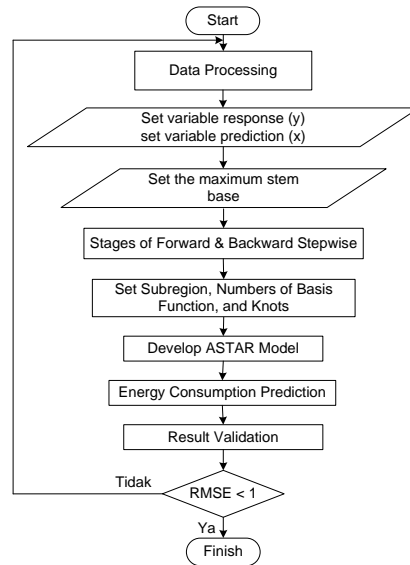 Start
Data Processing
Set variable response (y)
set variable prediction (x)
Set the maximum stem
base
Stages of Forward & Backward Stepwise
Set Subregion, Numbers of Basis
Function, and Knots
Develop ASTAR Model
Energy Consumption Prediction
Result Validation
Tidak
RMSE < 1
Ya
Finish